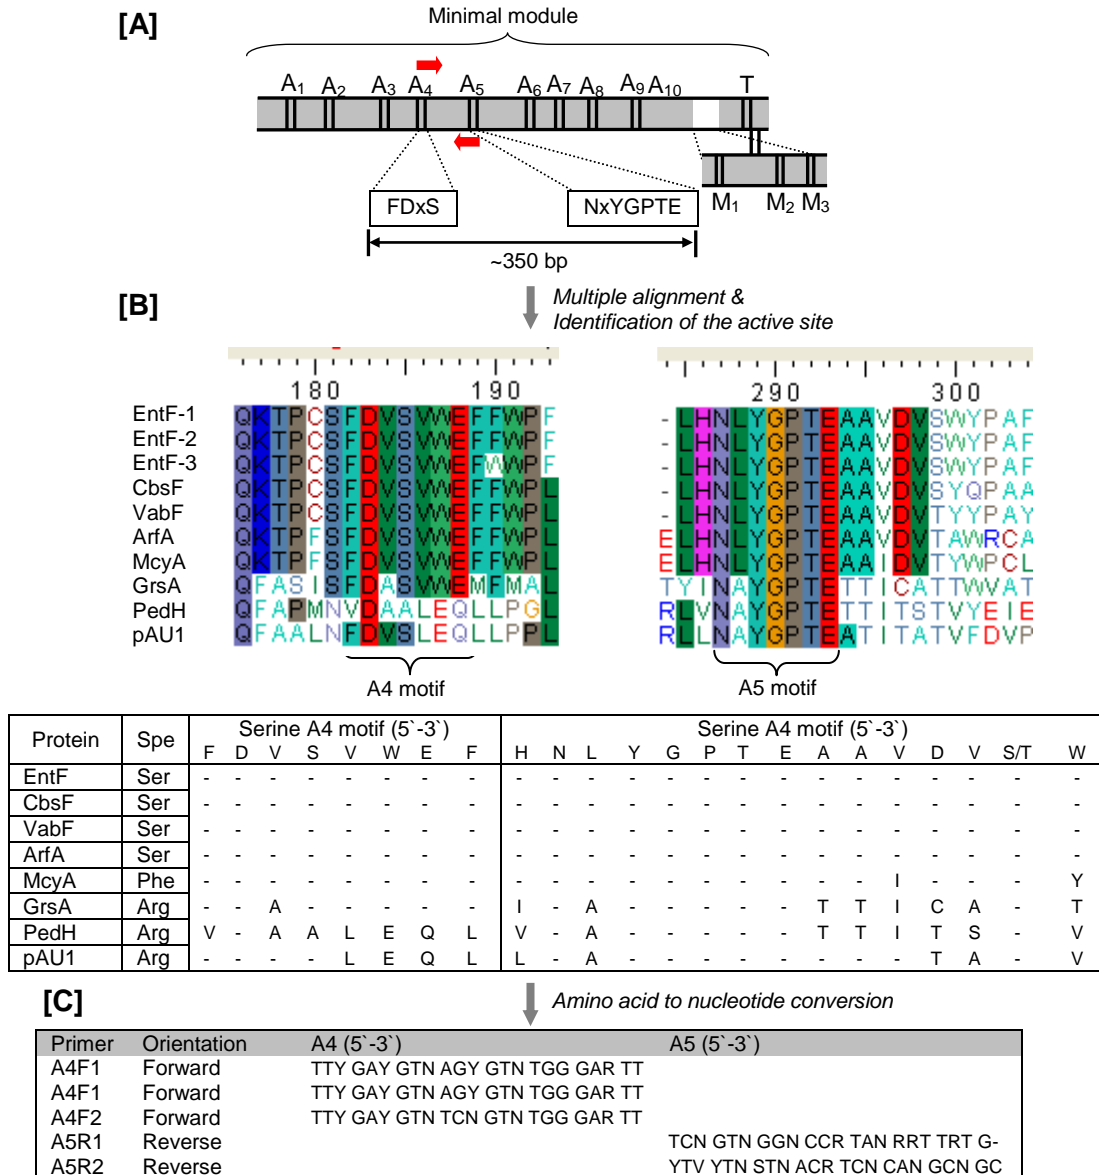 [A]
Minimal module
A1 A2 A3 A4 A5 A6 A7 A8 A9 A10 T
FDxS NxYGPTE
M1 M2 M3
~350 bp
[B]
Multiple alignment &
Identification of the active site
180 190 290 300
EntF-1 QKTPCSFDVSVWEFFWPF -LHNLYGPTEAAVDVSWYPAF
EntF-2 QKTPCSFDVSVWEFFWPF -LHNLYGPTEAAVDVSWYPAF
EntF-3 QKTPCSFDVSVWEFWWPF -LHNLYGPTEAAVDVSWYPAF
CbsF QKTPCSFDVSVWEFFWPL -LHNLYGPTEAAVDVSYQPAA
VabF QKTPCSFDVSVWEFFWPL -LHNLYGPTEAAVDVTYYPAY
ArfA QKTPFSFDVSVWEFFWPL ELHNLYGPTEAAVDVTAWRCA
McyA QKTPFSFDVSVWEFFWPL ELHNLYGPTEAAIDVTYWPCL
GrsA QFASISFDASVWEMFMAL TYINAYGPTETTICATTWVAT
PedH QFAPMNVDAALEQLLPGL RLVNAYGPTETTITSTVYEIE
pAU1 QFAALNFDVSLEQLLPPL RLLNAYGPTEATITATVFDVP
A4 motif A5 motif
Protein Spe Serine A4 motif (5`-3`) Serine A4 motif (5`-3`)
F D V S V W E F H N L Y G P T E A A V D V S/T W
EntF Ser - - - - - - - - - - - - - - - - - - - - - - -
CbsF Ser - - - - - - - - - - - - - - - - - - - - - - -
VabF Ser - - - - - - - - - - - - - - - - - - - - - - -
ArfA Ser - - - - - - - - - - - - - - - - - - - - - - -
McyA Phe - - - - - - - - - - - - - - - - - - I - - - Y
GrsA Arg - - A - - - - - I - A - - - - - T T I C A - T
PedH Arg V - A A L E Q L V - A - - - - - T T I T S - V
pAU1 Arg - - - - L E Q L L - A - - - - - - - - T A - V
[C]
Amino acid to nucleotide conversion
Primer Orientation A4 (5`-3`) A5 (5`-3`)
A4F1 Forward TTY GAY GTN AGY GTN TGG GAR TT
A4F1 Forward TTY GAY GTN AGY GTN TGG GAR TT
A4F2 Forward TTY GAY GTN TCN GTN TGG GAR TT
A5R1 Reverse TCN GTN GGN CCR TAN RRT TRT G-
A5R2 Reverse YTV YTN STN ACR TCN CAN GCN GC